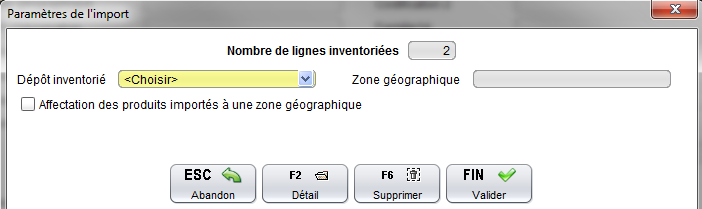 Paramètres de l'import
Nombre de lignes inventoriées 2
Dépôt inventorié <Choisir> Zone géographique
Affectation des produits importés à une zone géographique
ESC F2 F6 FIN
Abandon Détail Supprimer Valider